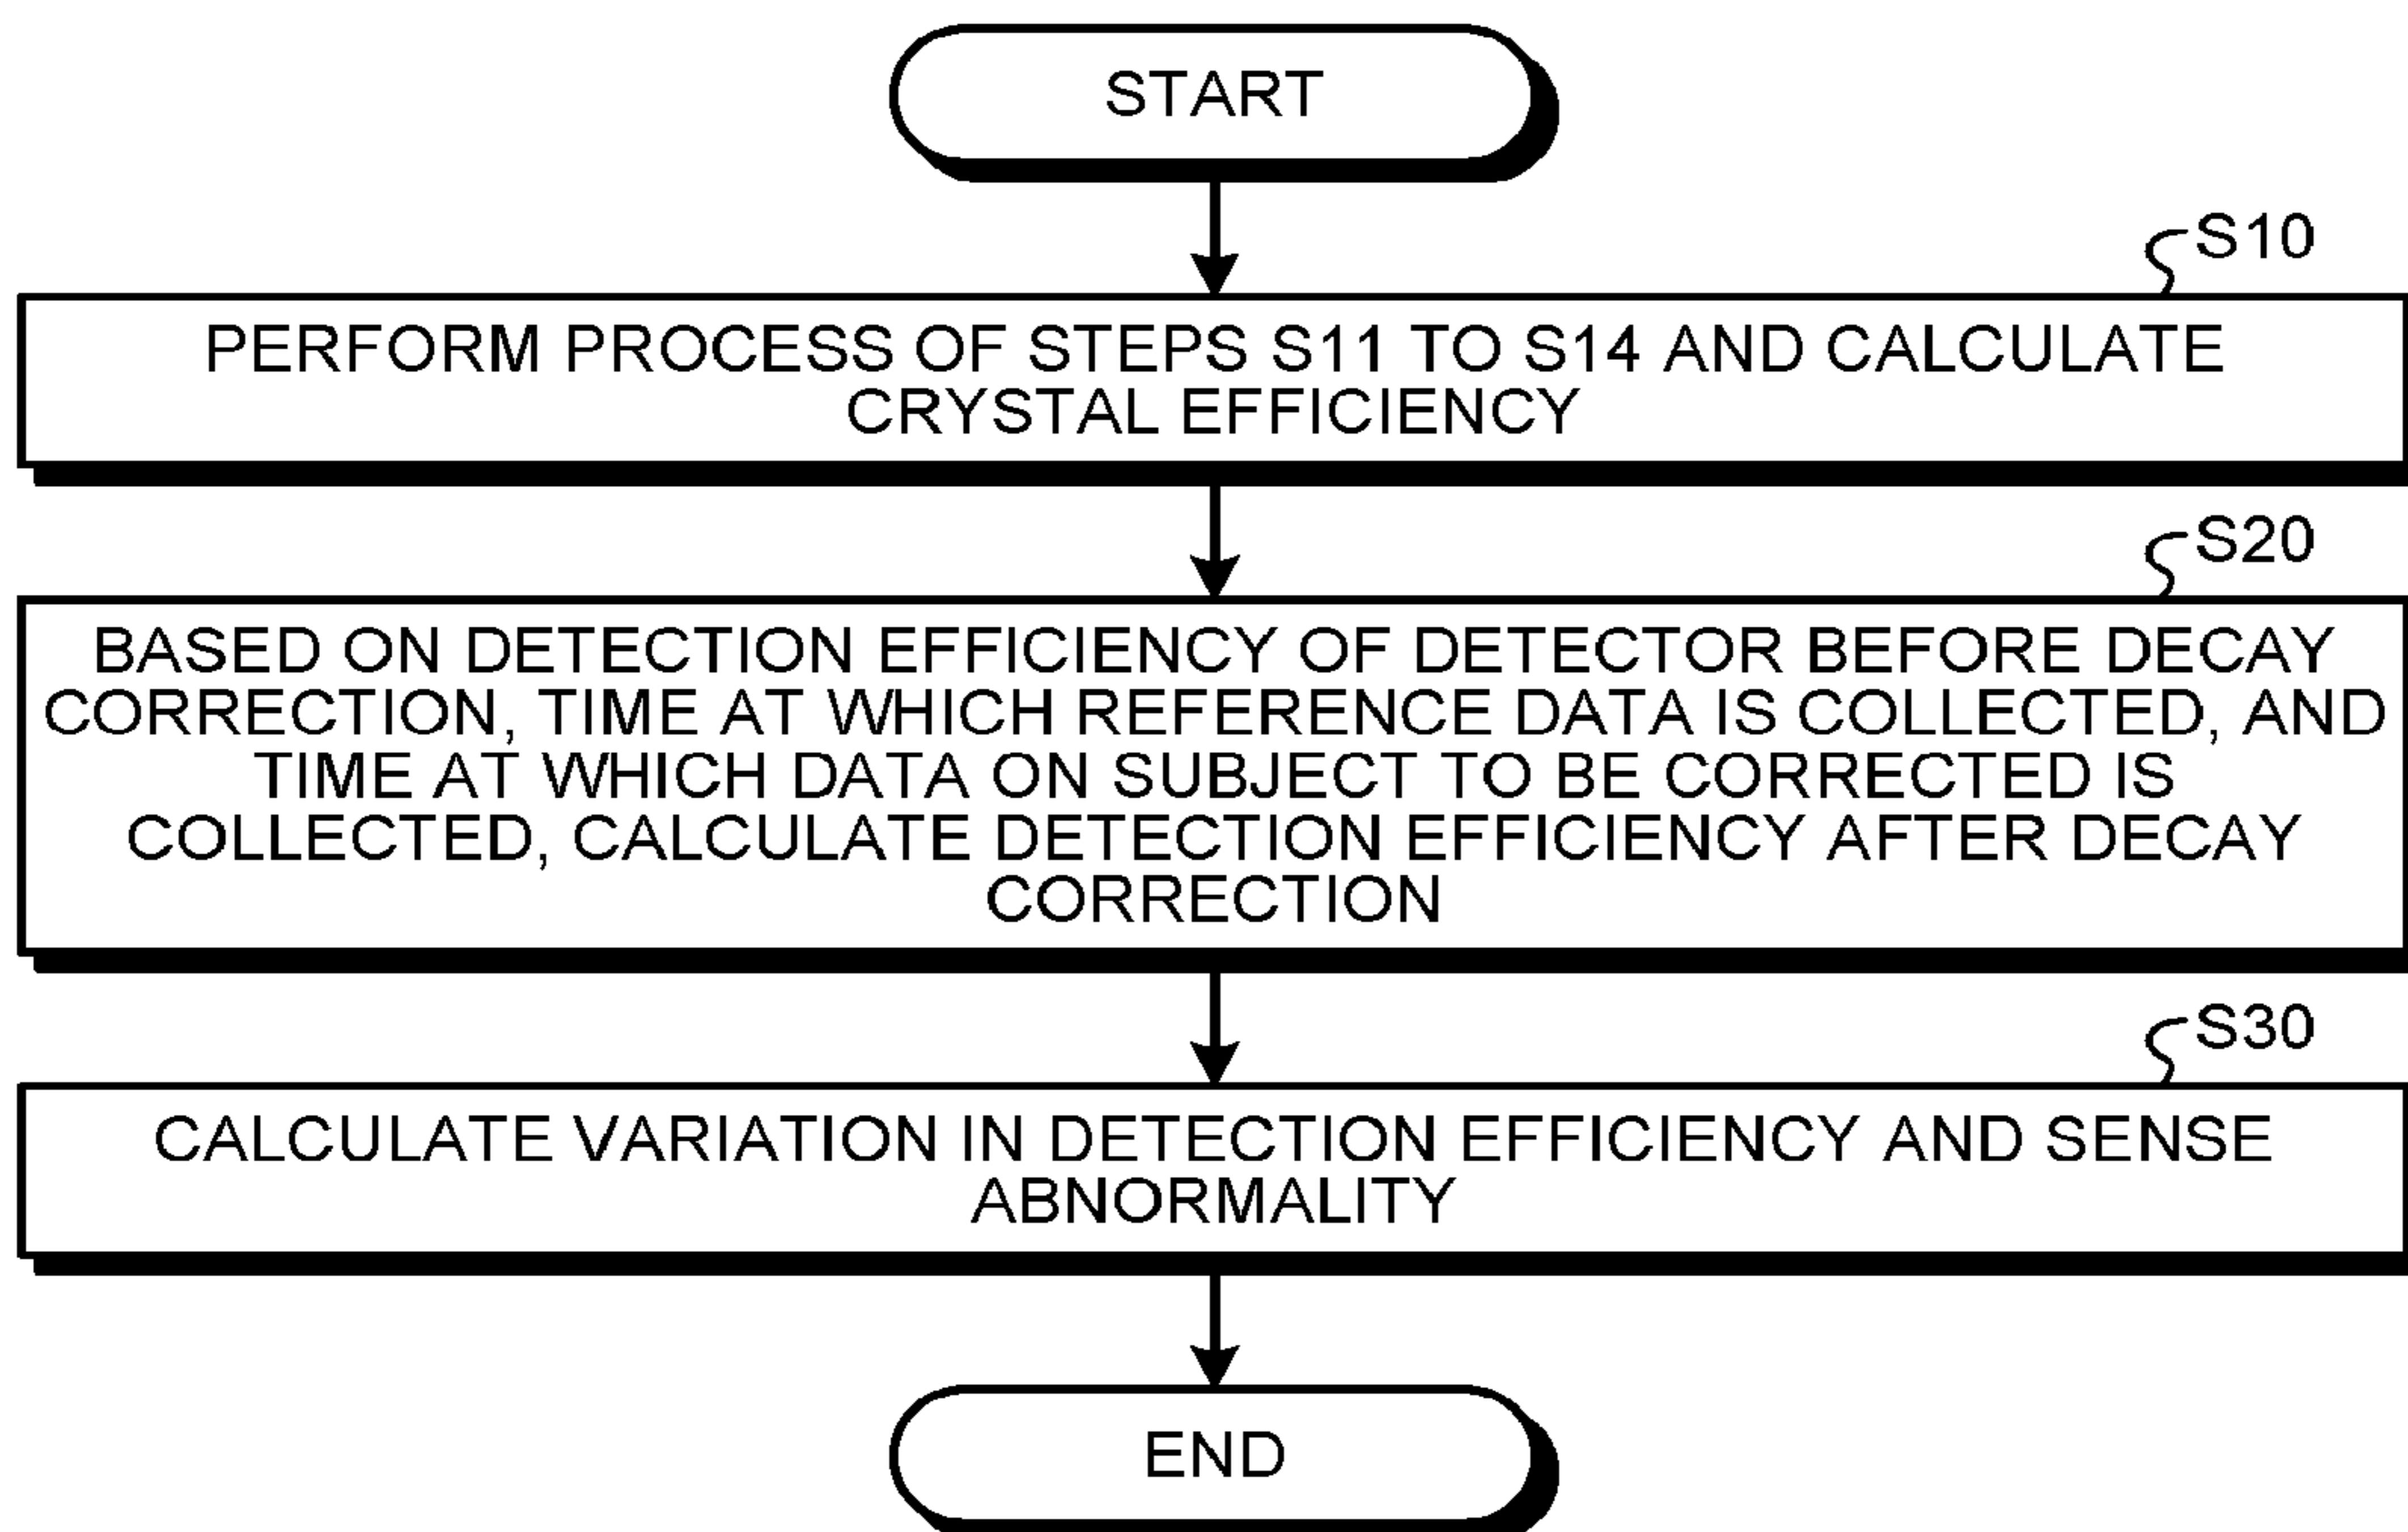 START
S10
PERFORM PROCESS OF STEPS S11 TO S14 AND CALCULATE
CRYSTAL EFFICIENCY
S20
BASED ON DETECTION EFFICIENCY OF DETECTOR BEFORE DECAY
CORRECTION, TIME AT WHICH REFERENCE DATA IS COLLECTED, AND
TIME AT WHICH DATA ON SUBJECT TO BE CORRECTED IS
COLLECTED, CALCULATE DETECTION EFFICIENCY AFTER DECAY
CORRECTION
S30
CALCULATE VARIATION IN DETECTION EFFICIENCY AND SENSE
ABNORMALITY
END